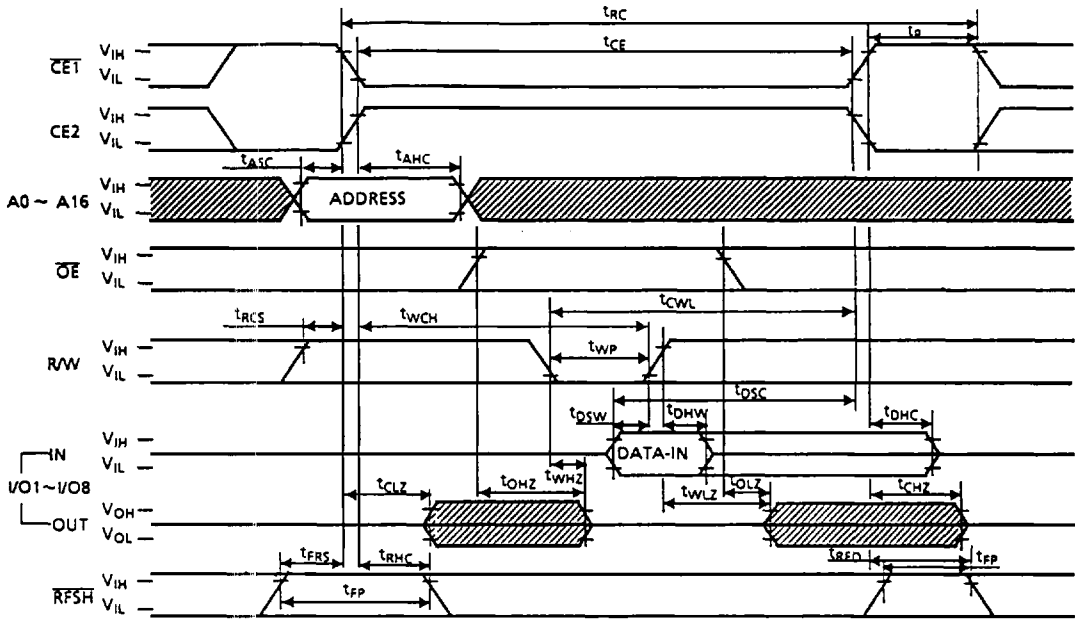 tRC
tCE
tP
VIH
CE1
VIL
VIH
CE2
VIL
tASC
tAHC
VIH
A0 ~ A16
VIL
ADDRESS
VIH
OE
VIL
tCWL
tRCS
tWCH
VIH
tWP
R/W
VIL
tDSC
tDSW
tDHW
tDHC
VIH
IN
VIL
DATA-IN
tWHZ
I/O1~I/O8
tCLZ
tOHZ
tWLZ
tOLZ
tCHZ
OUT
VOH
VOL
tFRS
tRHC
tRFD
tFP
VIH
tFP
RFSH
VIL